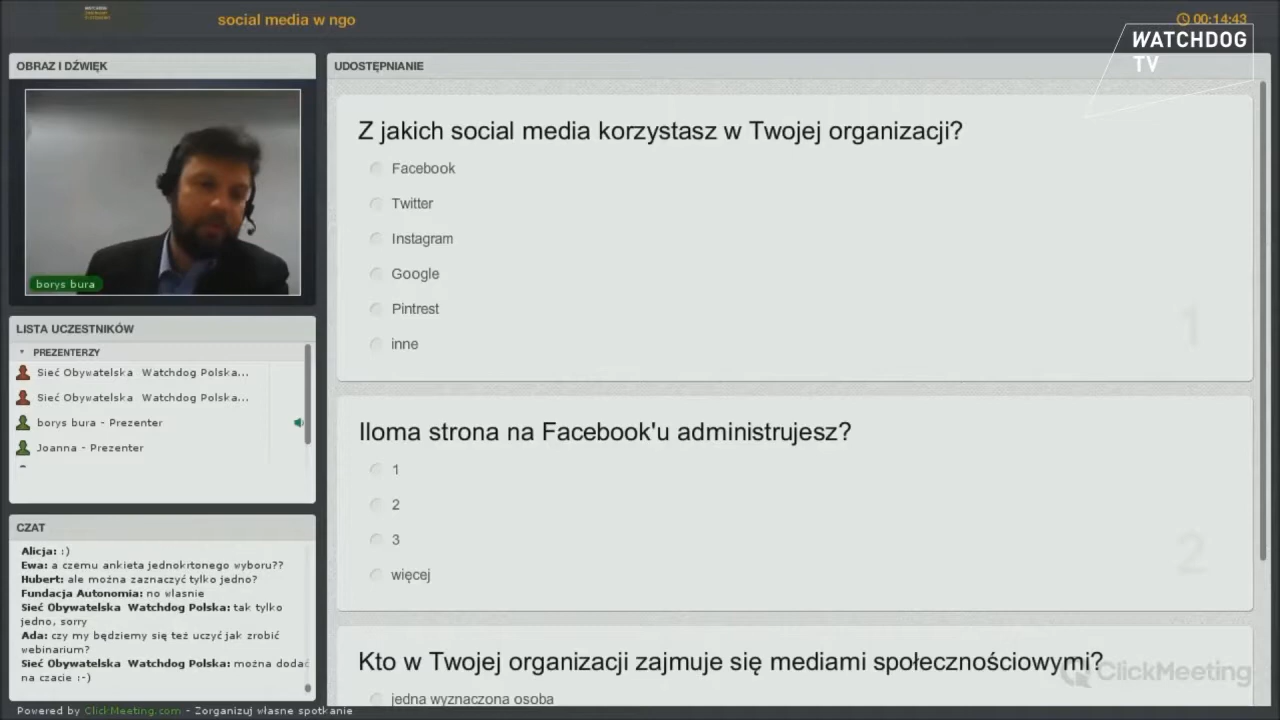 social media w ngo
00:14:43
WATCHDOG
TV
OBRAZ I DŹWIĘK
borys bura
LISTA UCZESTNIKÓW
PREZENTERZY
Sieć Obywatelska Watchdog Polska...
Sieć Obywatelska Watchdog Polska...
borys bura - Prezenter
Joanna - Prezenter
CZAT
Alicja: :)
Ewa: a czemu ankieta jednokrtonego wyboru??
Hubert: ale można zaznaczyć tylko jedno?
Fundacja Autonomia: no wlasnie
Sieć Obywatelska Watchdog Polska: tak tylko
jedno, sorry
Ada: czy my będziemy się też uczyć jak zrobić
webinarium?
Sieć Obywatelska Watchdog Polska: można dodać
na czacie :-)
UDOSTĘPNIANIE
Z jakich social media korzystasz w Twojej organizacji?
Facebook
Twitter
Instagram
Google
Pintrest
inne
1
Iloma strona na Facebook'u administrujesz?
1
2
3
więcej
2
Kto w Twojej organizacji zajmuje się mediami społecznościowymi?
jedna wyznaczona osoba
ClickMeeting
Powered by ClickMeeting.com - Zorganizuj własne spotkanie